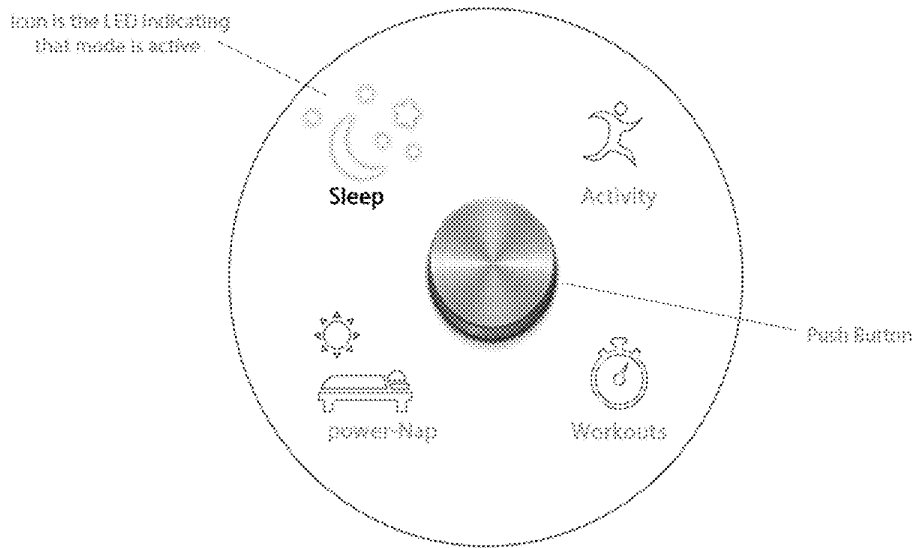 Icon is the LED indicating
that mode is active
Sleep
Activity
Push Button
power-Nap
Workouts